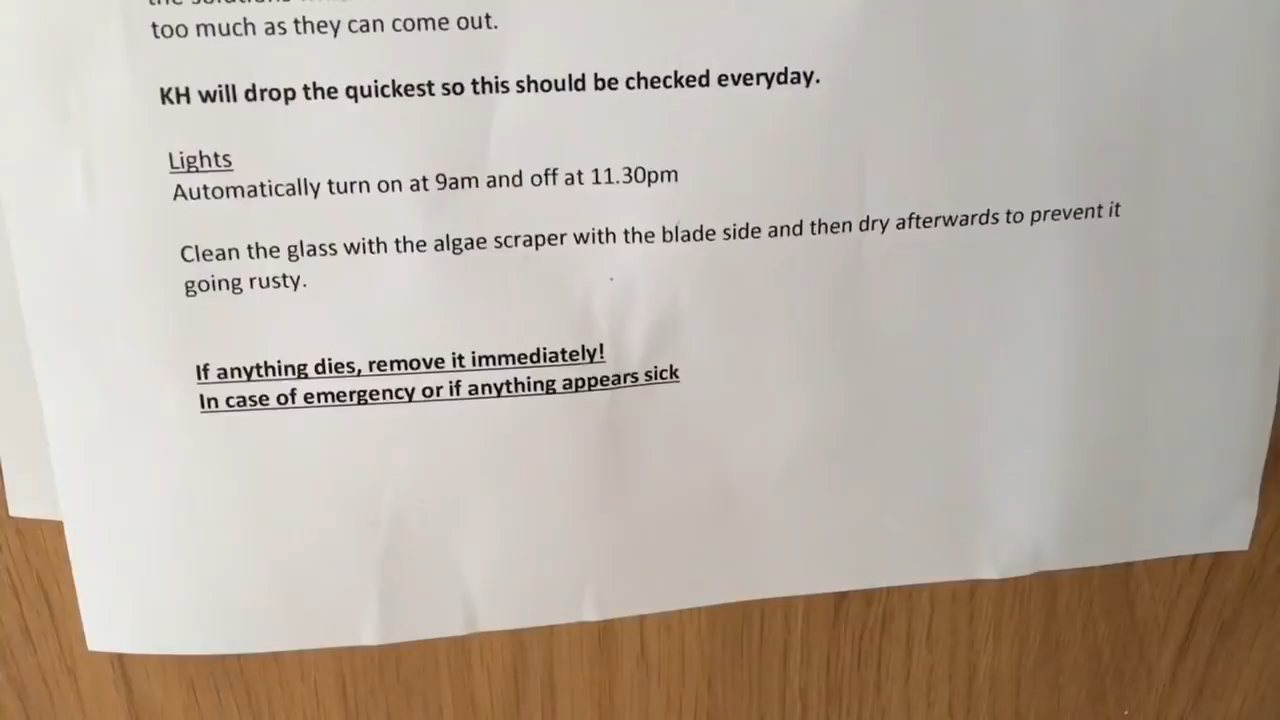 too much as they can come out.
KH will drop the quickest so this should be checked everyday.
Lights
Automatically turn on at 9am and off at 11.30pm
Clean the glass with the algae scraper with the blade side and then dry afterwards to prevent it
going rusty.
If anything dies, remove it immediately!
In case of emergency or if anything appears sick